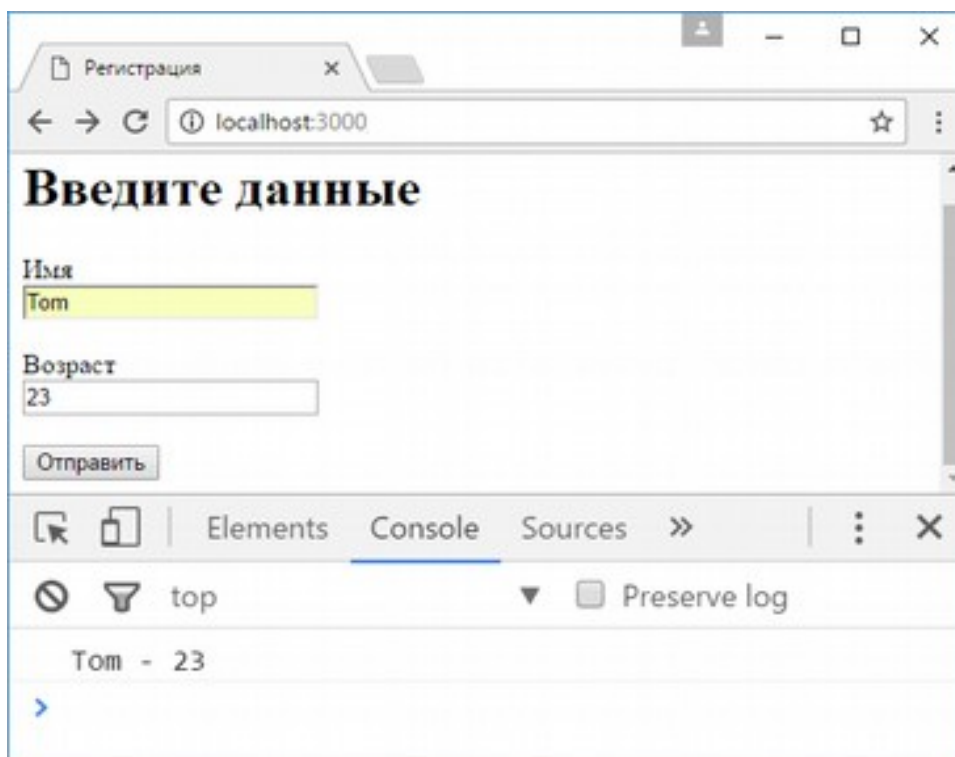 Регистрация
localhost:3000
Введите данные
Имя
Tom
Возраст
23
Отправить
Elements Console Sources »
top ▼ Preserve log
Tom - 23
>